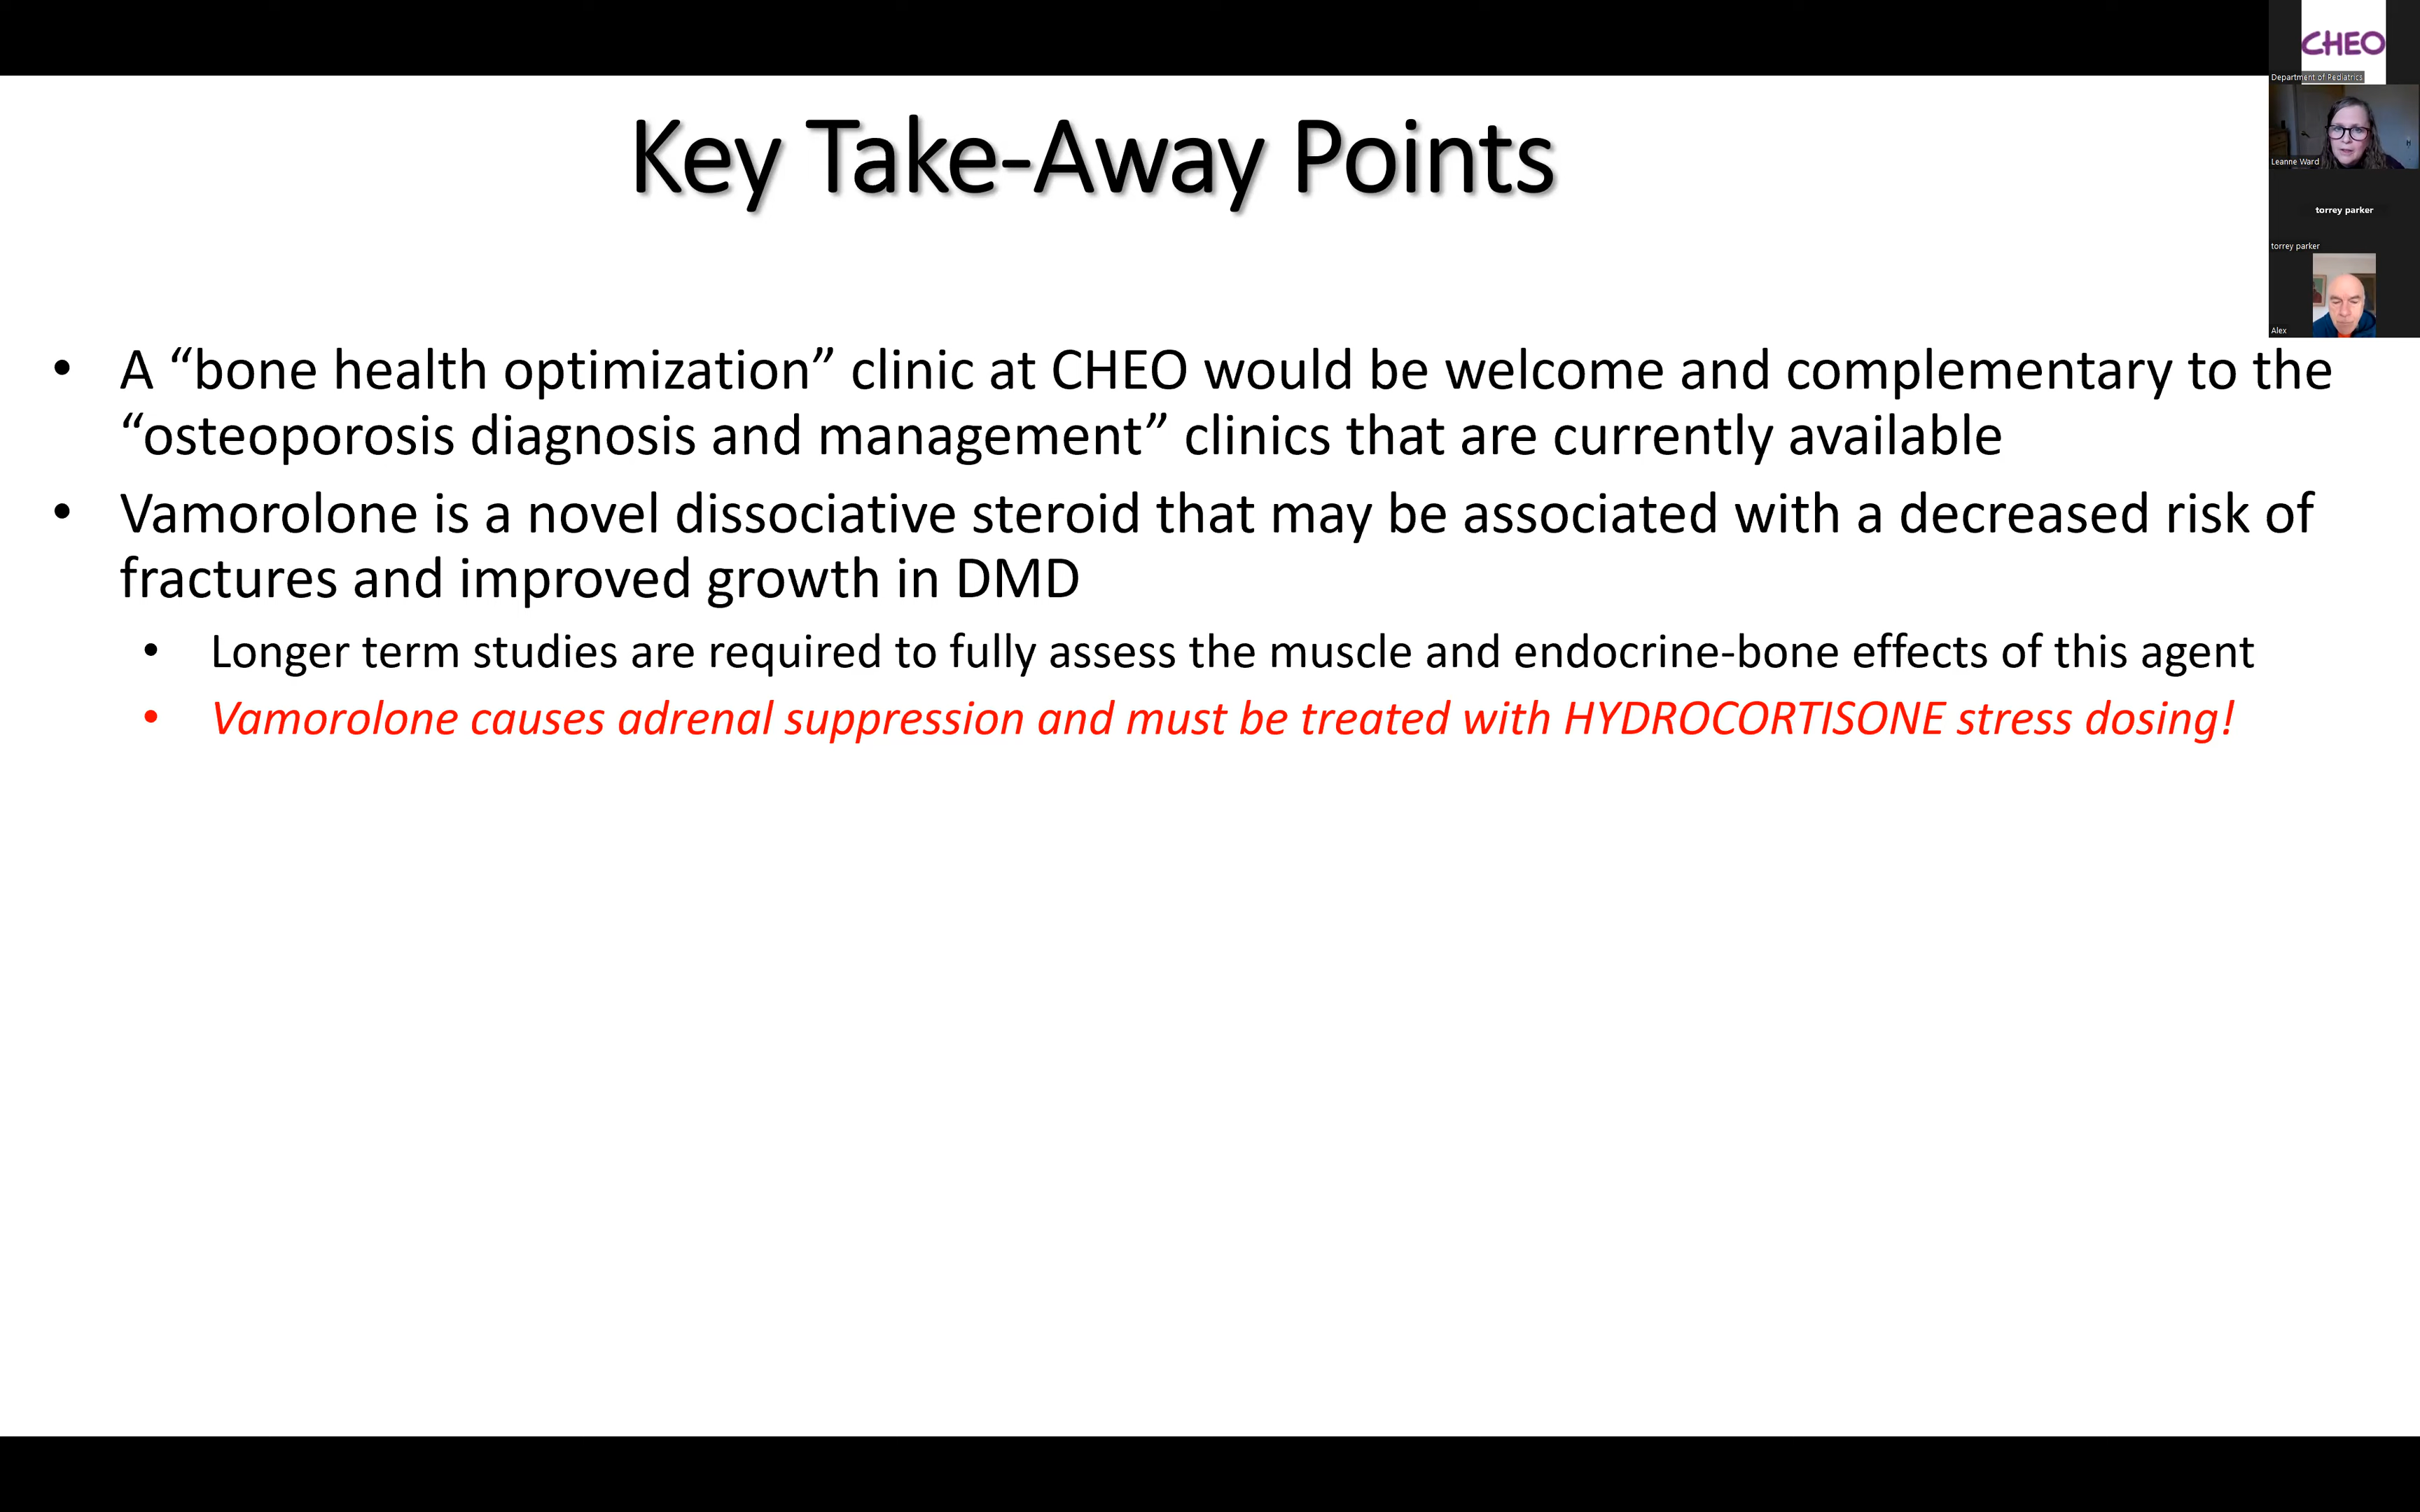 CHEO
Department of Pediatrics
Leanne Ward
torrey parker
torrey parker
Alex
Key Take-Away Points
• A “bone health optimization” clinic at CHEO would be welcome and complementary to the
“osteoporosis diagnosis and management” clinics that are currently available
• Vamorolone is a novel dissociative steroid that may be associated with a decreased risk of
fractures and improved growth in DMD
• Longer term studies are required to fully assess the muscle and endocrine-bone effects of this agent
• Vamorolone causes adrenal suppression and must be treated with HYDROCORTISONE stress dosing!